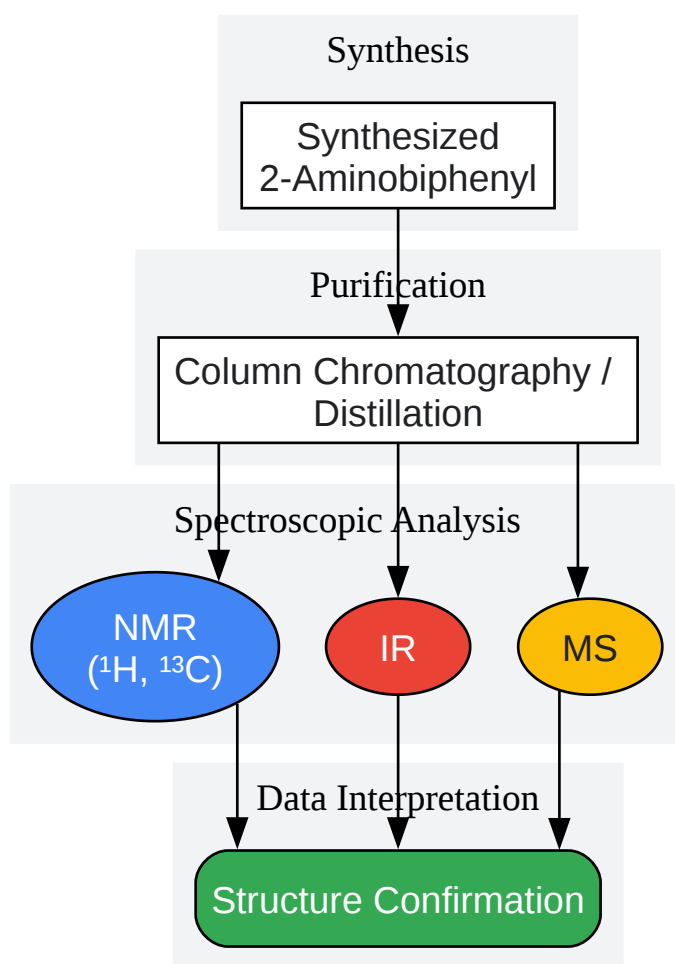 Synthesis
Synthesized
2-Aminobiphenyl
Purification
Column Chromatography /
Distillation
Spectroscopic Analysis
NMR
(¹H, ¹³C)
IR
MS
Data Interpretation
Structure Confirmation